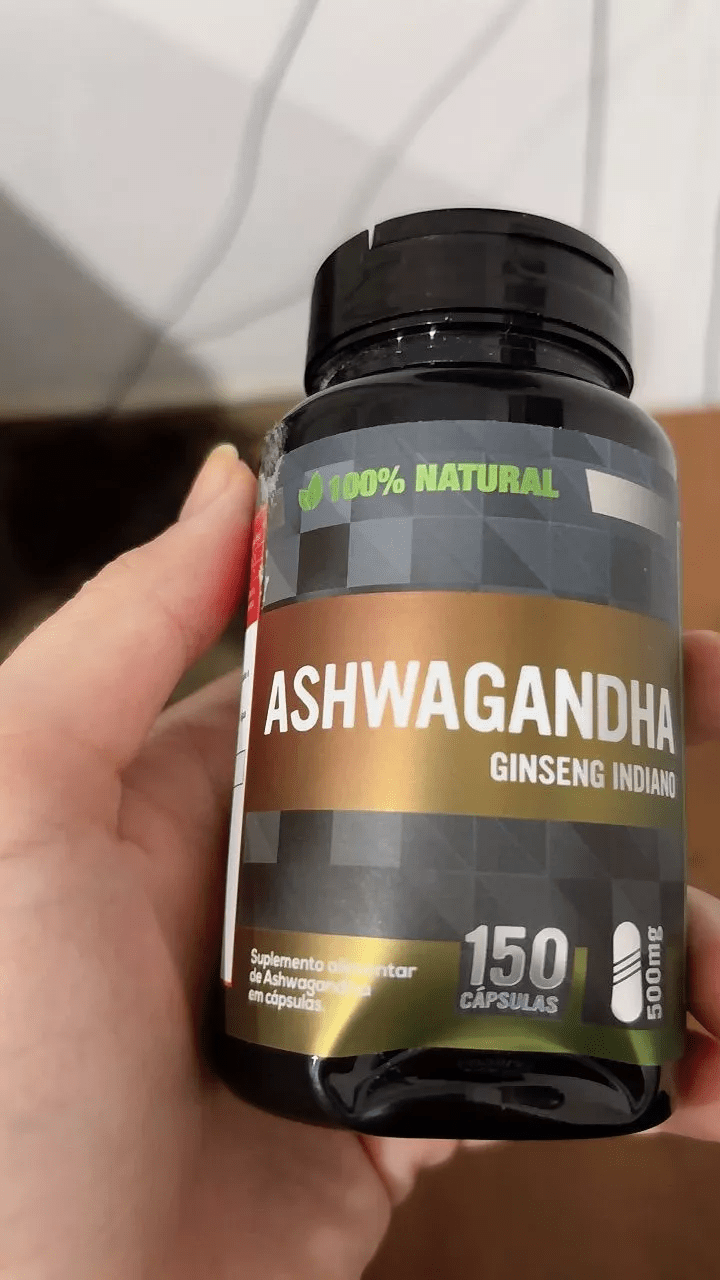 100% NATURAL
ASHWAGANDHA
GINSENG INDIANO
Suplemento alimentar
de Ashwagandha
em cápsulas.
150
CÁPSULAS
500mg